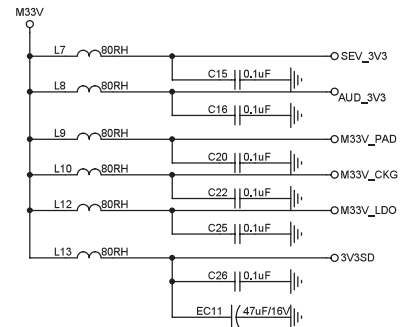 M33V
L7 80RH SEV_3V3
C15 0.1uF
L8 80RH AUD_3V3
C16 0.1uF
L9 80RH M33V_PAD
C20 0.1uF
L10 80RH M33V_CKG
C22 0.1uF
L12 80RH M33V_LDO
C25 0.1uF
L13 80RH 3V3SD
C26 0.1uF
EC11 47uF/16V